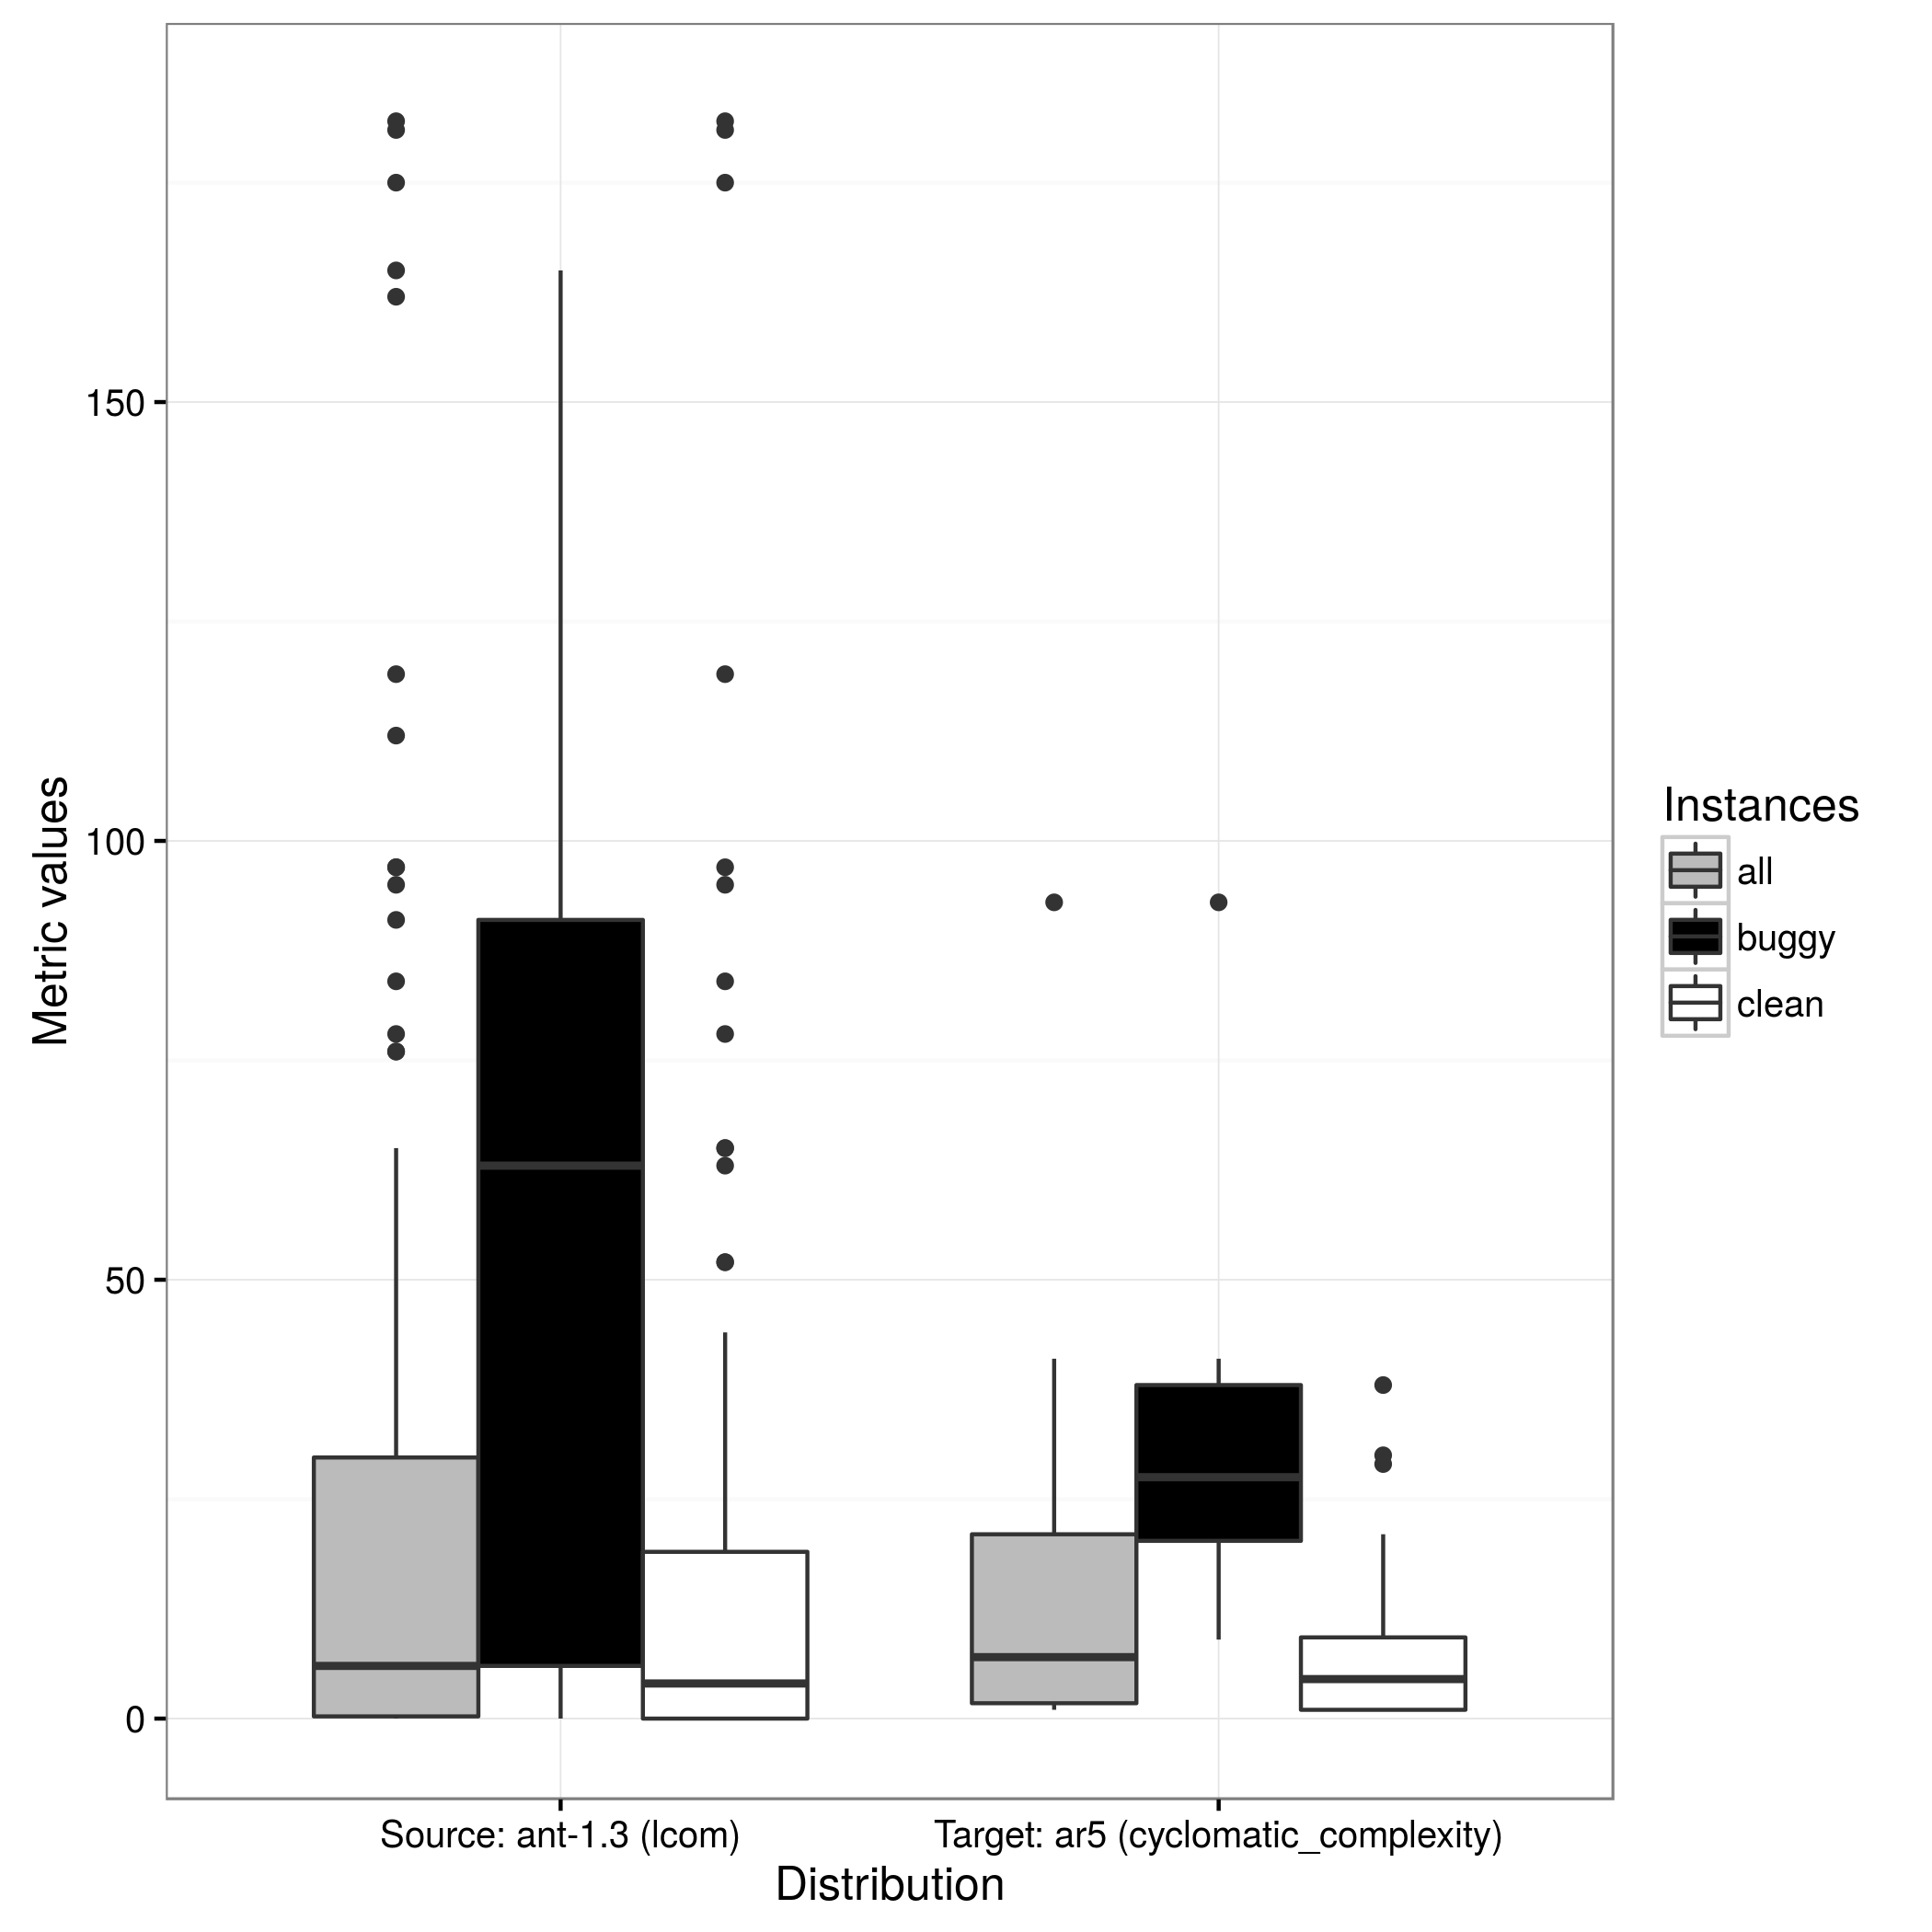 Metric values
150
100
50
0
Source: ant-1.3 (lcom)
Target: ar5 (cyclomatic_complexity)
Distribution
Instances
all
buggy
clean